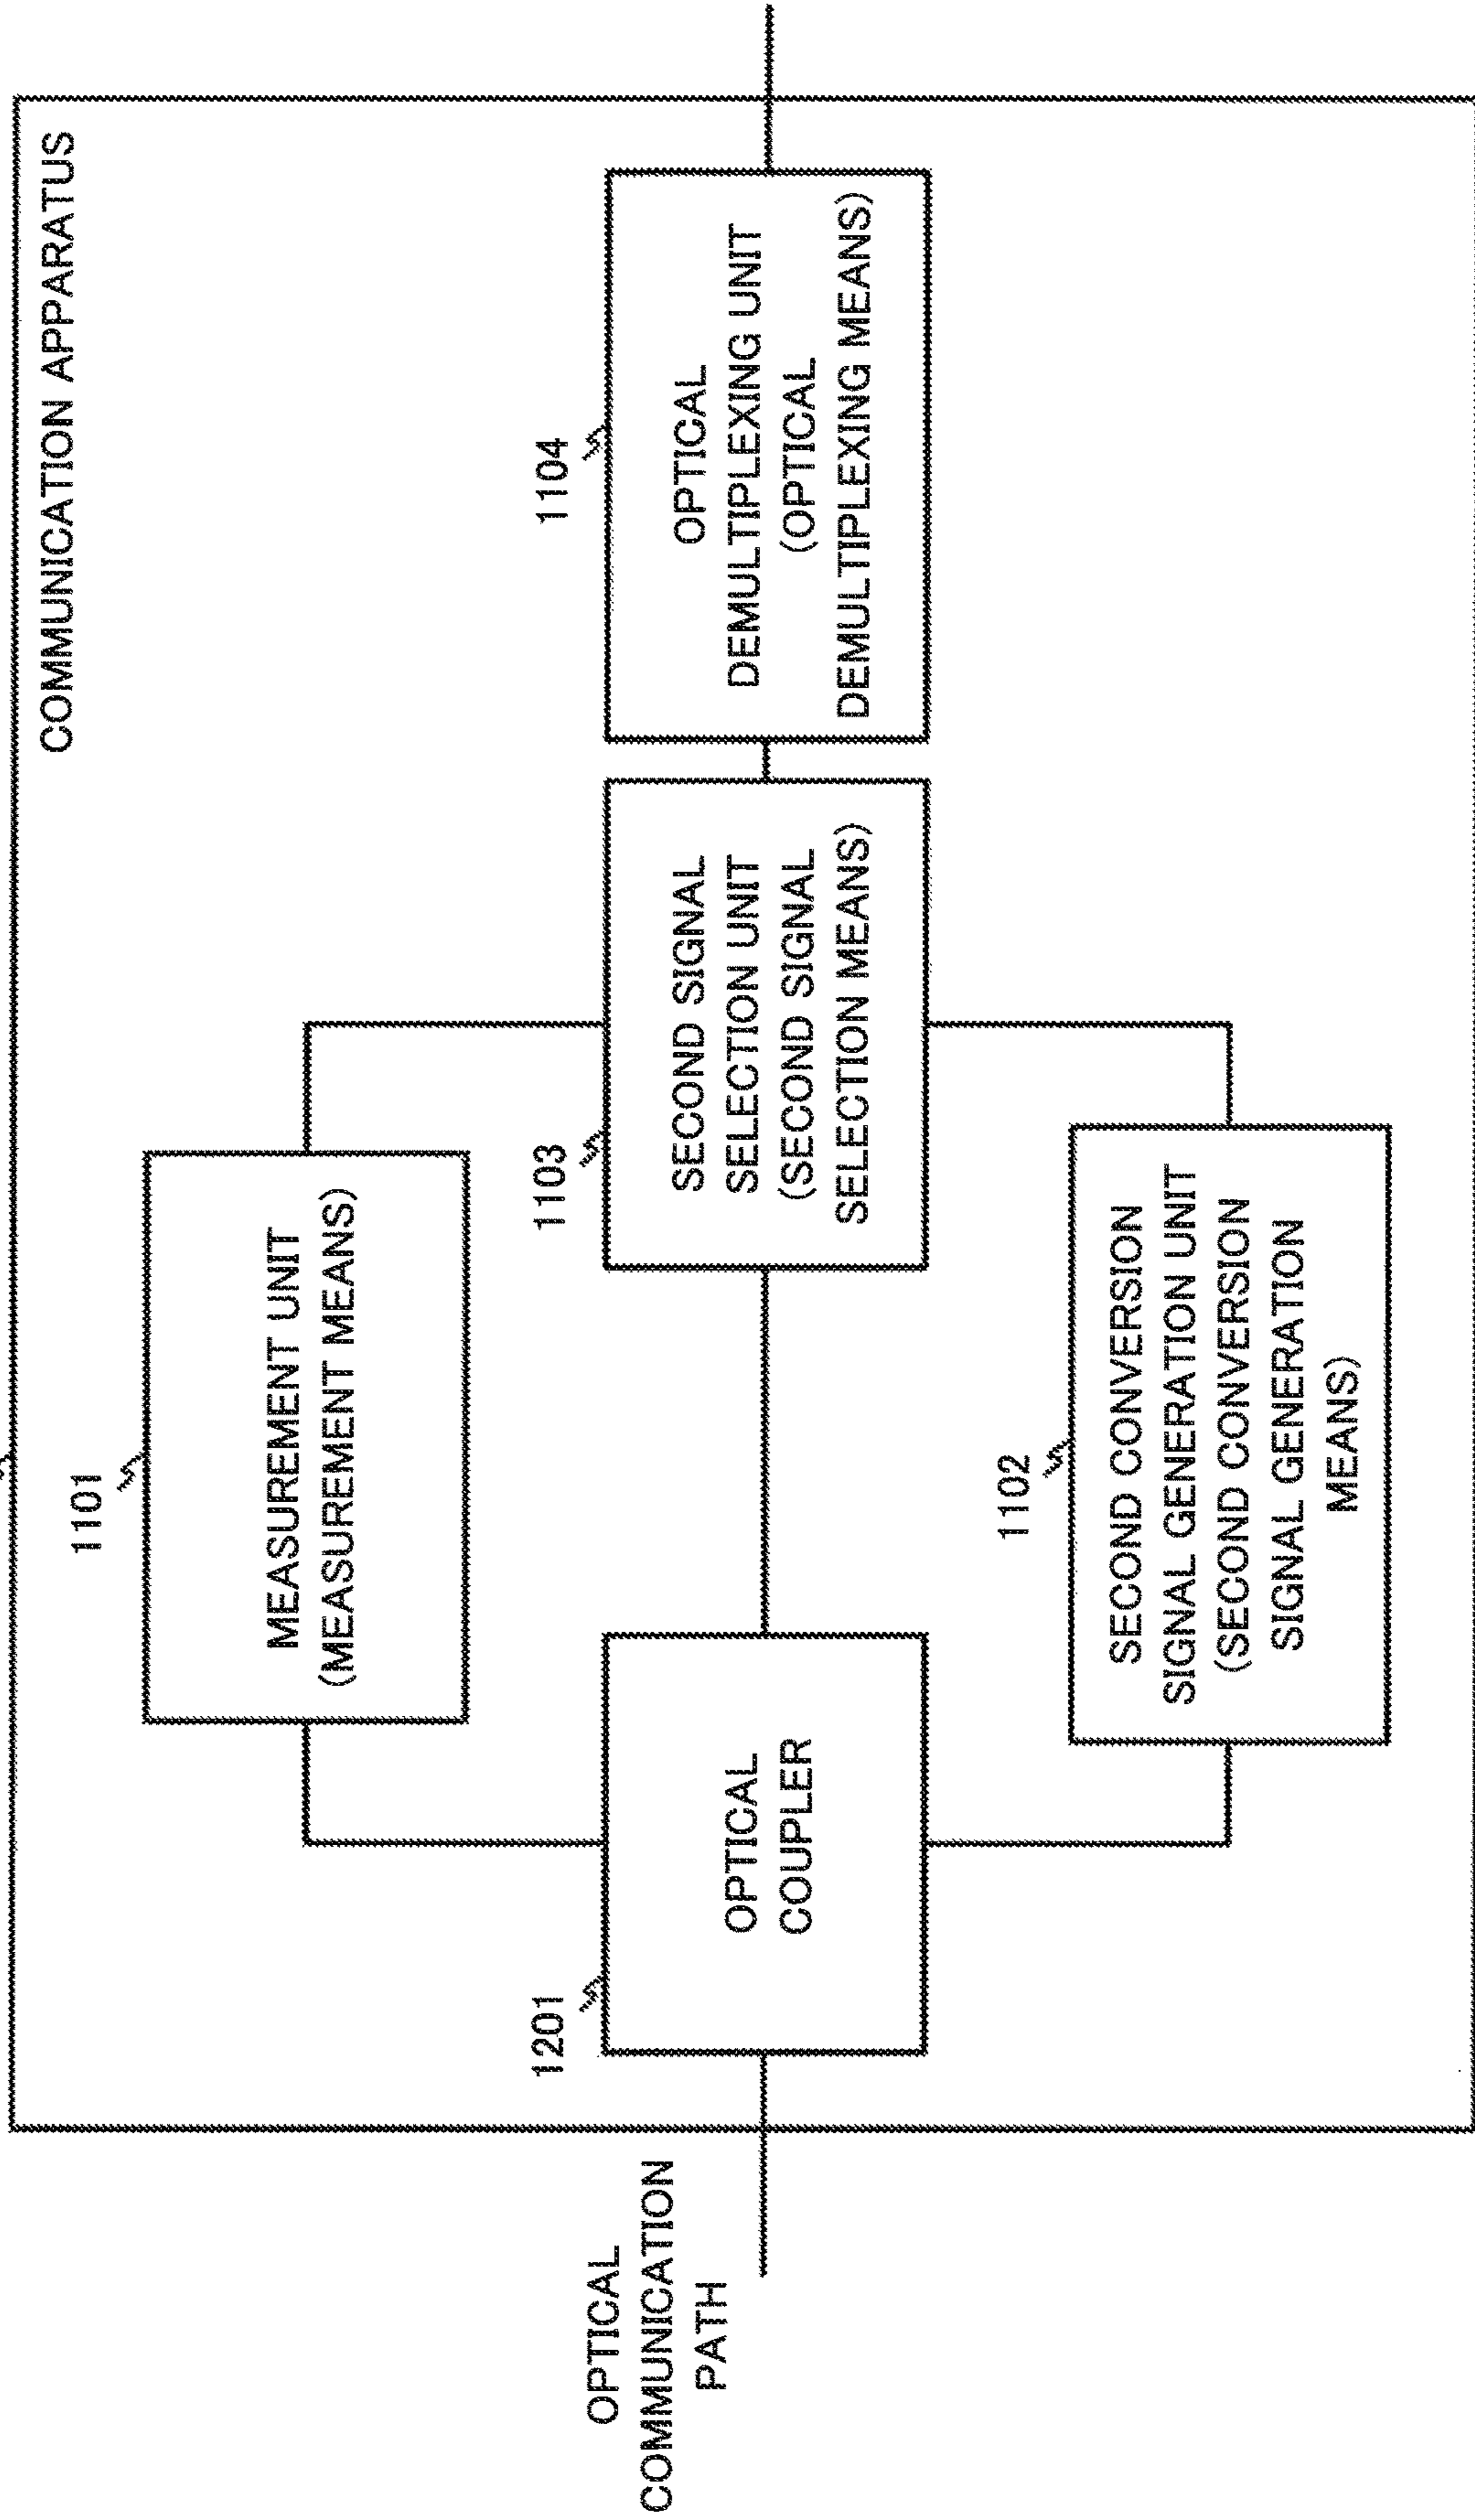 COMMUNICATION APPARATUS
1101
MEASUREMENT UNIT
(MEASUREMENT MEANS)
OPTICAL
COMMUNICATION
PATH
1201
OPTICAL
COUPLER
1103
SECOND SIGNAL
SELECTION UNIT
(SECOND SIGNAL
SELECTION MEANS)
1104
OPTICAL
DEMULTIPLEXING UNIT
(OPTICAL
DEMULTIPLEXING MEANS)
1102
SECOND CONVERSION
SIGNAL GENERATION UNIT
(SECOND CONVERSION
SIGNAL GENERATION
MEANS)